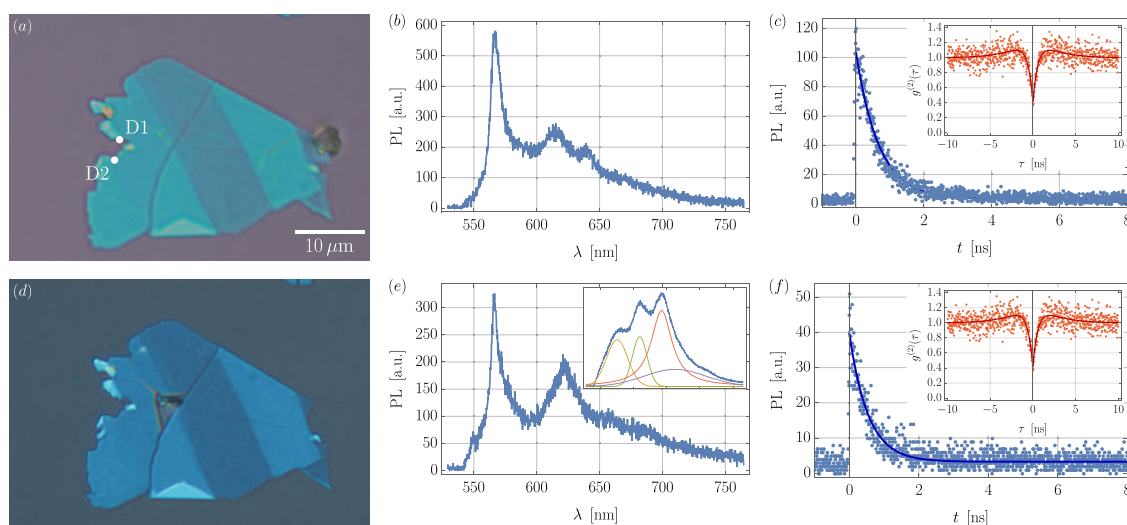 (a)
D1
D2
10 μm
(b)
600
500
400
300
200
100
0
PL [a.u.]
550 600 650 700 750
λ [nm]
(c)
120
100
80
60
40
20
0
PL [a.u.]
0 2 4 6 8
t [ns]
1.4
1.2
1.0
0.8
0.6
0.4
0.2
0.0
g(2)(τ)
−10 −5 0 5 10
τ [ns]
(d)
(e)
300
250
200
150
100
50
0
PL [a.u.]
550 600 650 700 750
λ [nm]
(f)
50
40
30
20
10
0
PL [a.u.]
0 2 4 6 8
t [ns]
1.4
1.2
1.0
0.8
0.6
0.4
0.2
0.0
g(2)(τ)
−10 −5 0 5 10
τ [ns]